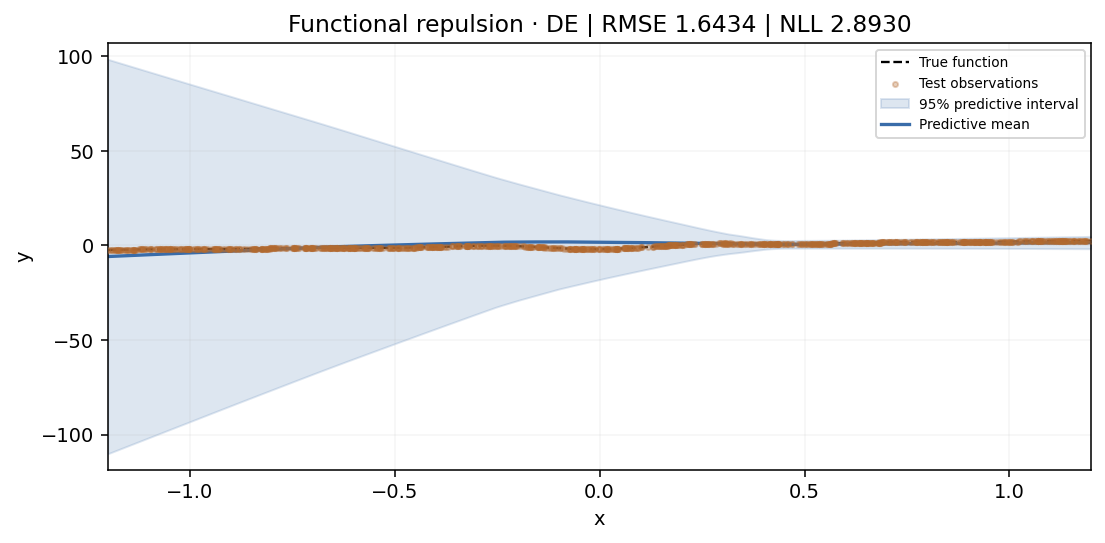 Functional repulsion · DE | RMSE 1.6434 | NLL 2.8930
True function
Test observations
95% predictive interval
Predictive mean
100
50
0
−50
−100
y
−1.0
−0.5
0.0
0.5
1.0
x